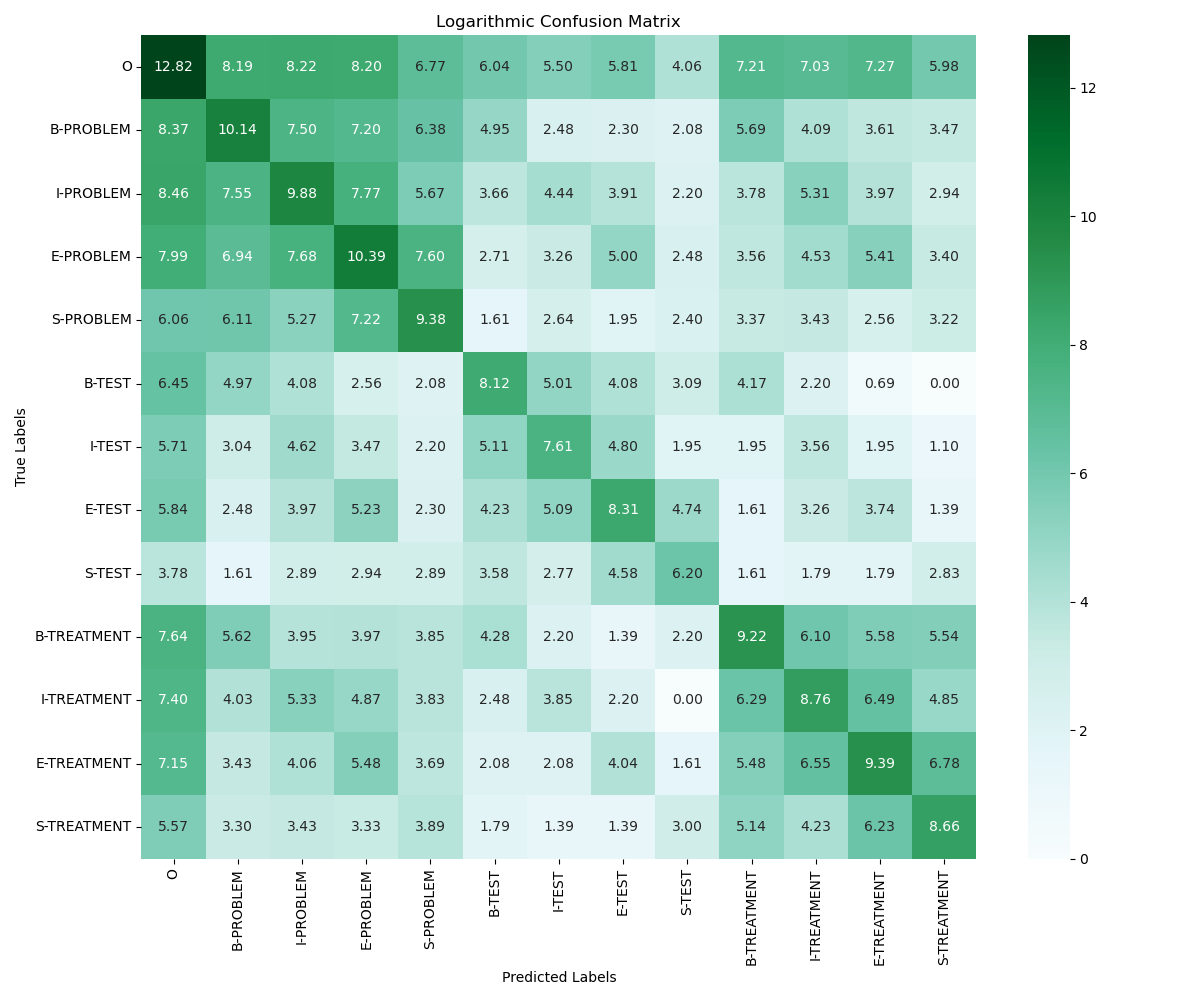 Logarithmic Confusion Matrix
O 12.82 8.19 8.22 8.20 6.77 6.04 5.50 5.81 4.06 7.21 7.03 7.27 5.98
B-PROBLEM 8.37 10.14 7.50 7.20 6.38 4.95 2.48 2.30 2.08 5.69 4.09 3.61 3.47
I-PROBLEM 8.46 7.55 9.88 7.77 5.67 3.66 4.44 3.91 2.20 3.78 5.31 3.97 2.94
E-PROBLEM 7.99 6.94 7.68 10.39 7.60 2.71 3.26 5.00 2.48 3.56 4.53 5.41 3.40
S-PROBLEM 6.06 6.11 5.27 7.22 9.38 1.61 2.64 1.95 2.40 3.37 3.43 2.56 3.22
B-TEST 6.45 4.97 4.08 2.56 2.08 8.12 5.01 4.08 3.09 4.17 2.20 0.69 0.00
I-TEST 5.71 3.04 4.62 3.47 2.20 5.11 7.61 4.80 1.95 1.95 3.56 1.95 1.10
E-TEST 5.84 2.48 3.97 5.23 2.30 4.23 5.09 8.31 4.74 1.61 3.26 3.74 1.39
S-TEST 3.78 1.61 2.89 2.94 2.89 3.58 2.77 4.58 6.20 1.61 1.79 1.79 2.83
B-TREATMENT 7.64 5.62 3.95 3.97 3.85 4.28 2.20 1.39 2.20 9.22 6.10 5.58 5.54
I-TREATMENT 7.40 4.03 5.33 4.87 3.83 2.48 3.85 2.20 0.00 6.29 8.76 6.49 4.85
E-TREATMENT 7.15 3.43 4.06 5.48 3.69 2.08 2.08 4.04 1.61 5.48 6.55 9.39 6.78
S-TREATMENT 5.57 3.30 3.43 3.33 3.89 1.79 1.39 1.39 3.00 5.14 4.23 6.23 8.66
O B-PROBLEM I-PROBLEM E-PROBLEM S-PROBLEM B-TEST I-TEST E-TEST S-TEST B-TREATMENT I-TREATMENT E-TREATMENT S-TREATMENT
Predicted Labels
True Labels
12
10
8
6
4
2
0